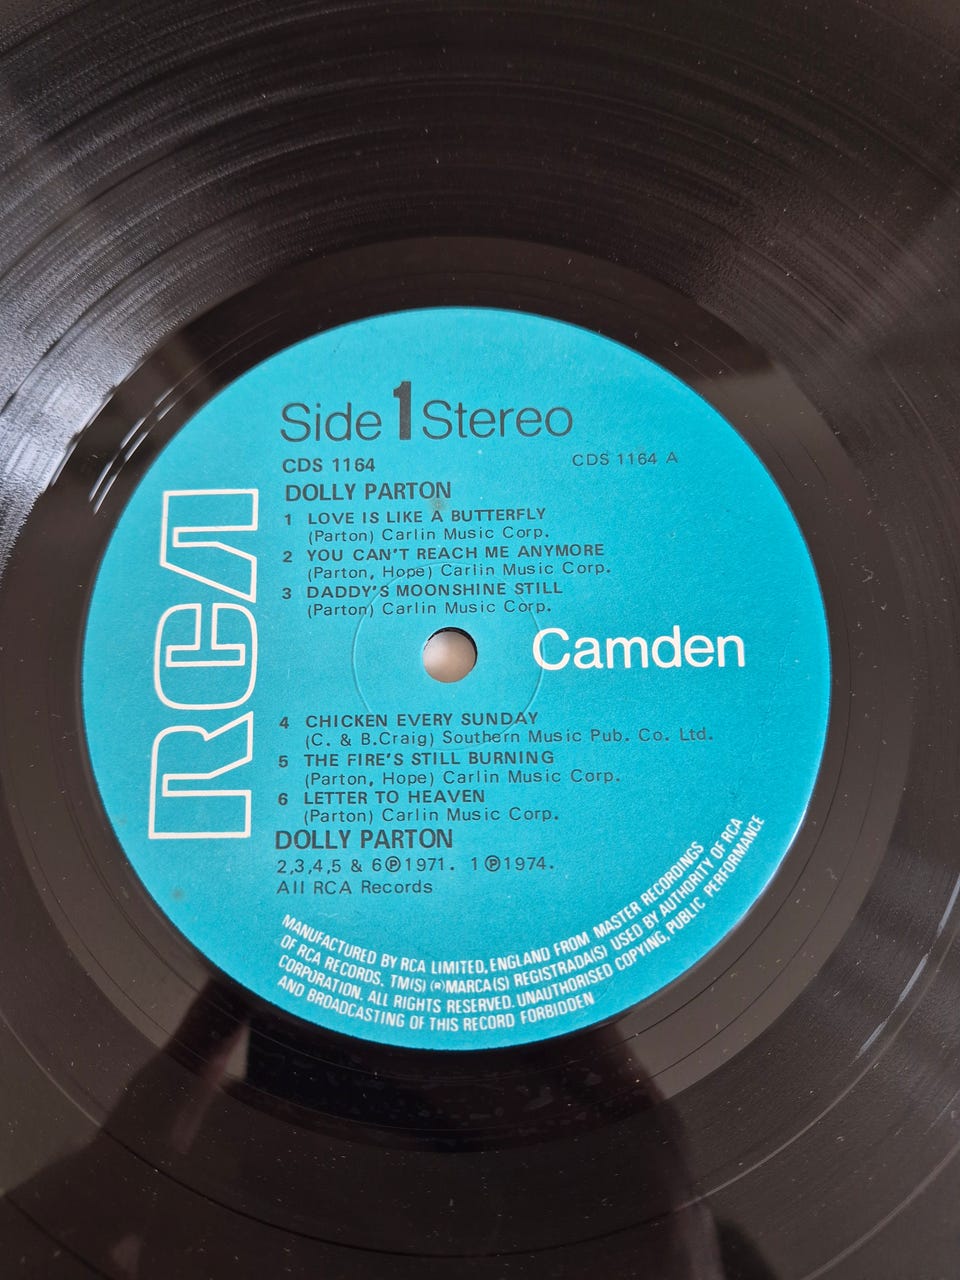 Side 1 Stereo
CDS 1164
CDS 1164 A
DOLLY PARTON
1 LOVE IS LIKE A BUTTERFLY
(Parton) Carlin Music Corp.
2 YOU CAN'T REACH ME ANYMORE
(Parton, Hope) Carlin Music Corp.
3 DADDY'S MOONSHINE STILL
(Parton) Carlin Music Corp.
RCA
Camden
4 CHICKEN EVERY SUNDAY
(C. & B.Craig) Southern Music Pub. Co. Ltd.
5 THE FIRE'S STILL BURNING
(Parton, Hope) Carlin Music Corp.
6 LETTER TO HEAVEN
(Parton) Carlin Music Corp.
DOLLY PARTON
2,3,4,5 & 6 ℗ 1971. 1 ℗ 1974.
All RCA Records
MANUFACTURED BY RCA LIMITED, ENGLAND FROM MASTER RECORDINGS
OF RCA RECORDS. TM(S) ® MARCA(S) REGISTRADA(S) USED BY AUTHORITY OF RCA
CORPORATION. ALL RIGHTS RESERVED. UNAUTHORISED COPYING, PUBLIC PERFORMANCE
AND BROADCASTING OF THIS RECORD FORBIDDEN